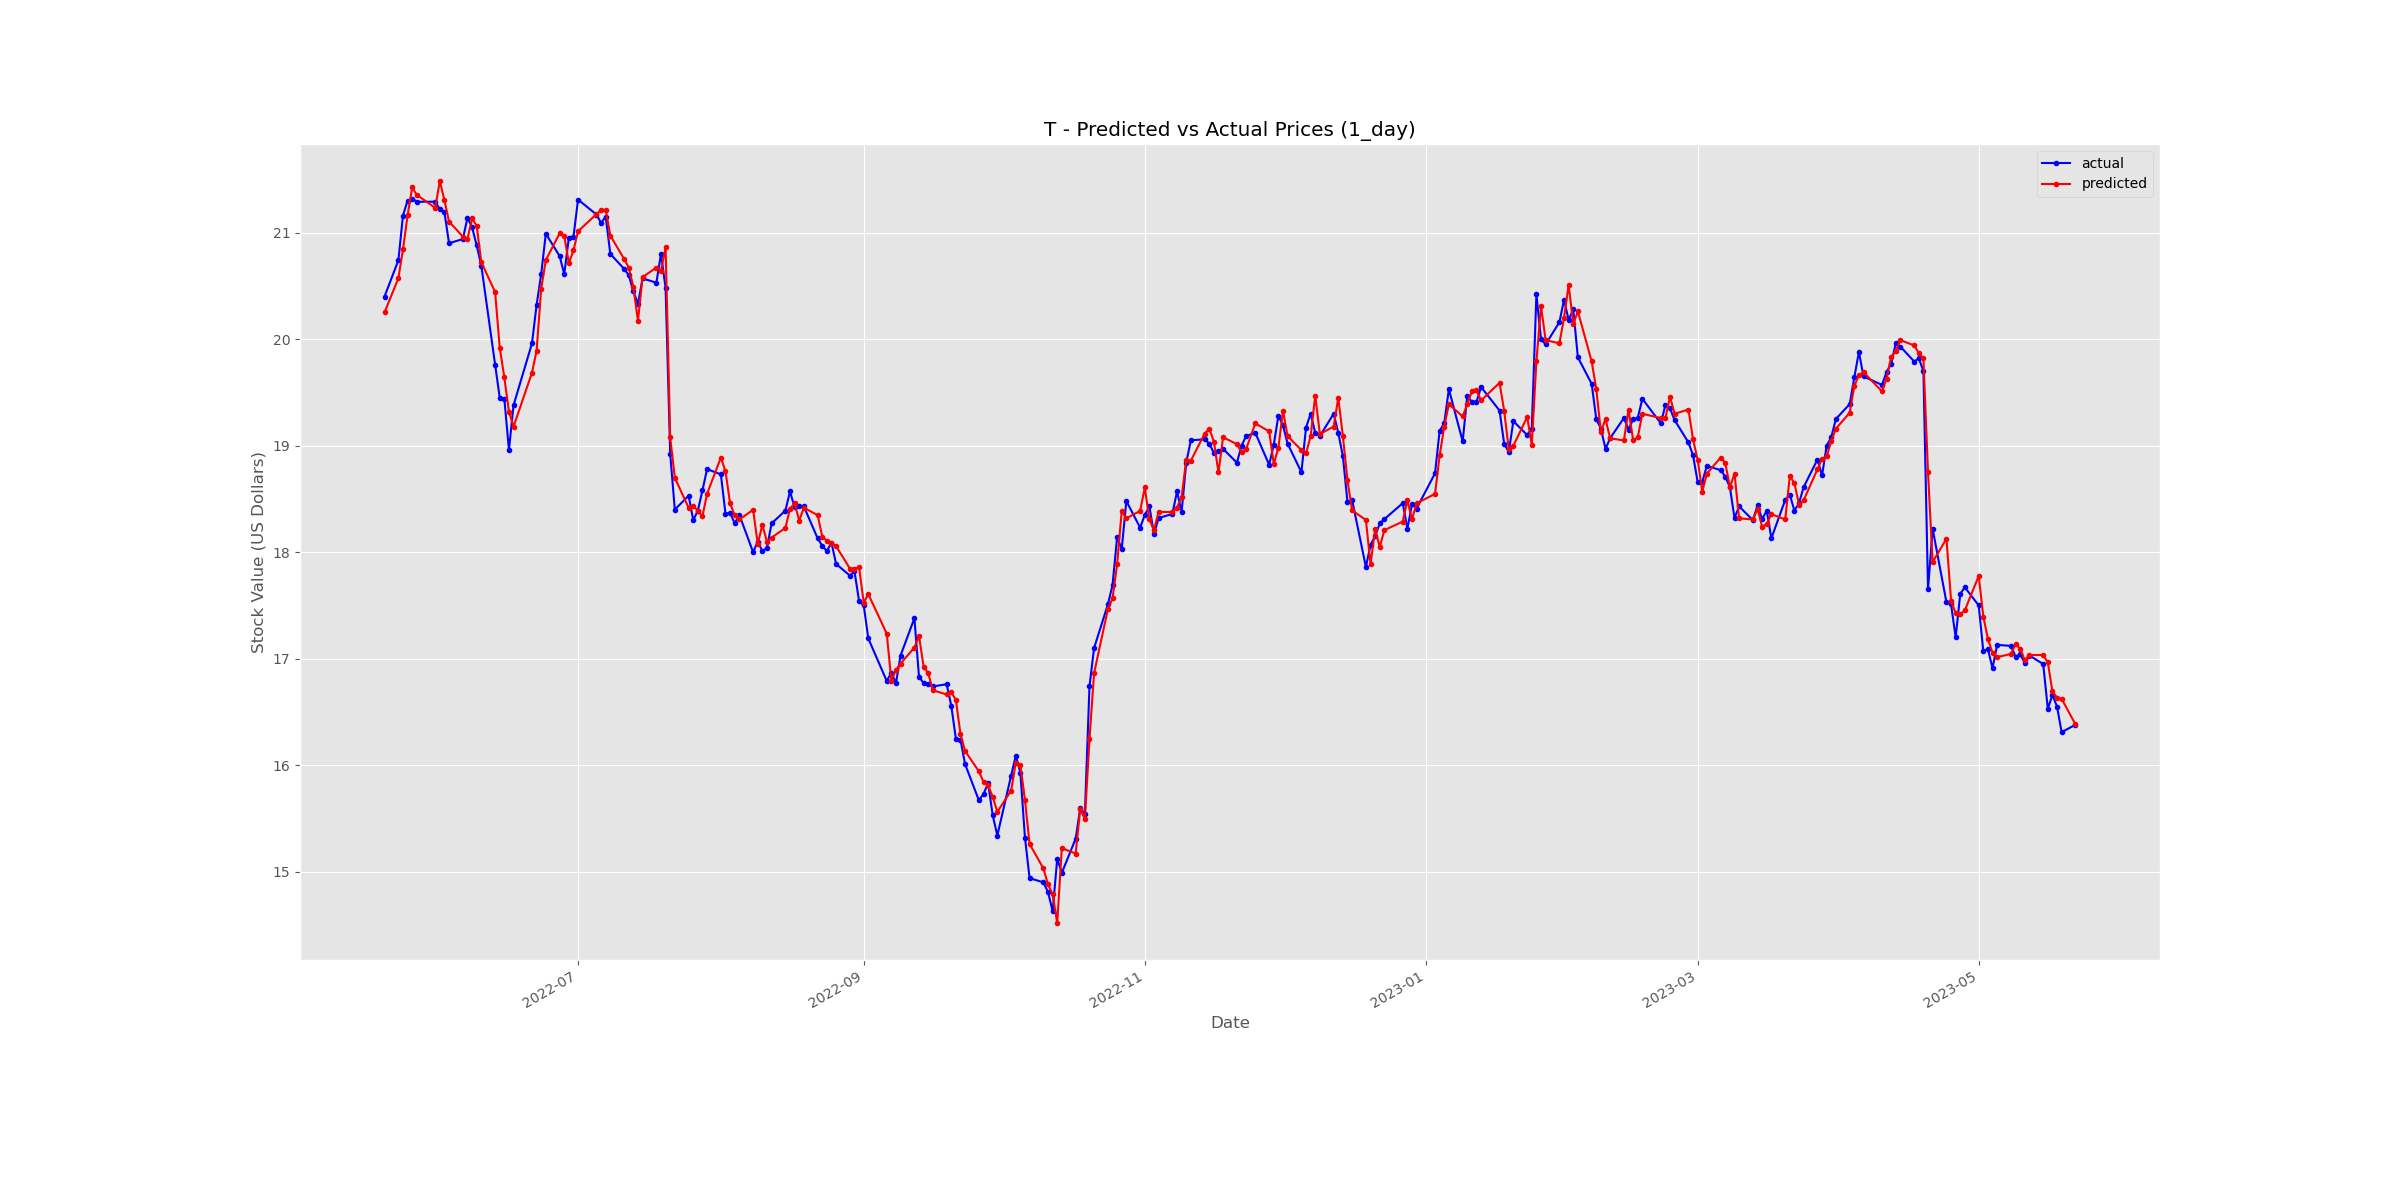 T - Predicted vs Actual Prices (1_day)
actual
predicted
Stock Value (US Dollars)
21
20
19
18
17
16
15
2022-07
2022-09
2022-11
2023-01
2023-03
2023-05
Date